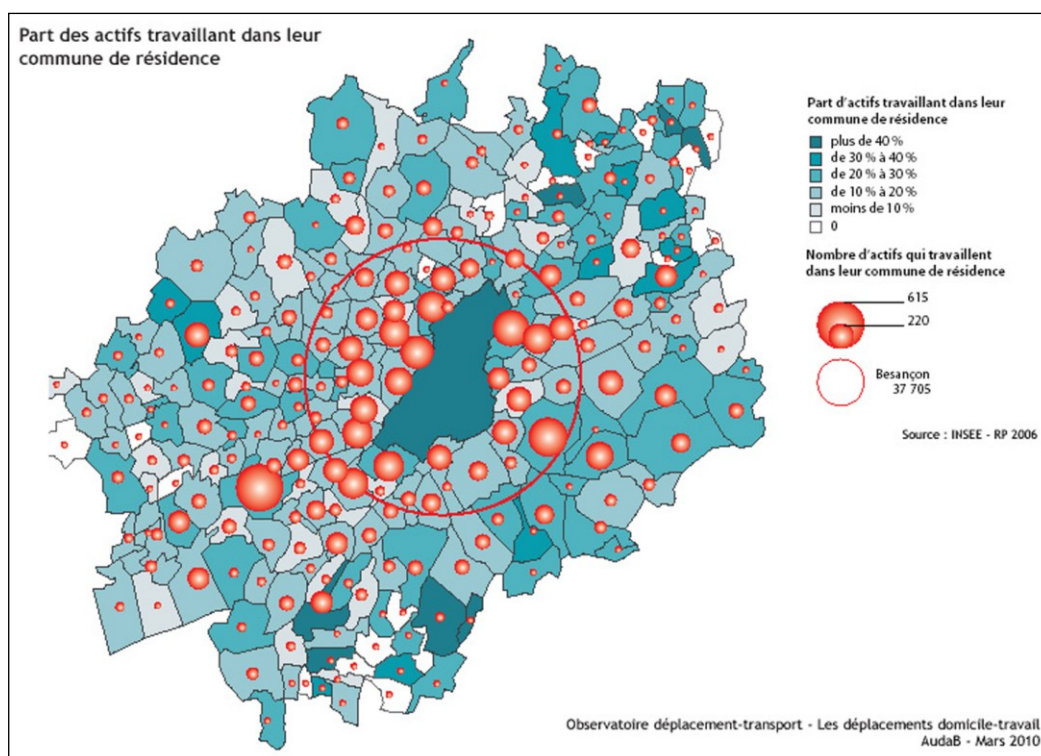 Part des actifs travaillant dans leur
commune de résidence
Part d'actifs travaillant dans leur
commune de résidence
plus de 40 %
de 30 % à 40 %
de 20 % à 30 %
de 10 % à 20 %
moins de 10 %
0
Nombre d'actifs qui travaillent
dans leur commune de résidence
615
220
Besançon
37 705
Source : INSEE - RP 2006
Observatoire déplacement-transport - Les déplacements domicile-travail
AudaB - Mars 2010